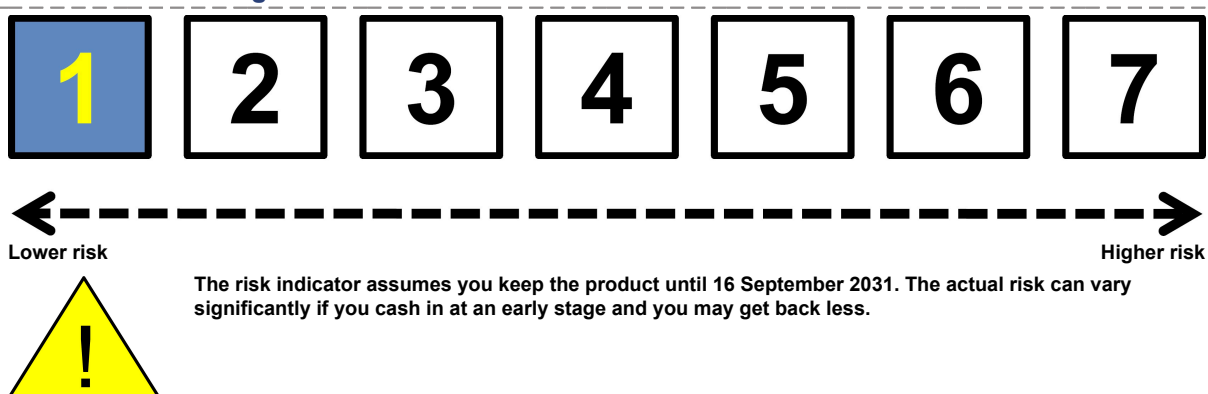 1 2 3 4 5 6 7
Lower risk Higher risk
The risk indicator assumes you keep the product until 16 September 2031. The actual risk can vary
significantly if you cash in at an early stage and you may get back less.
!